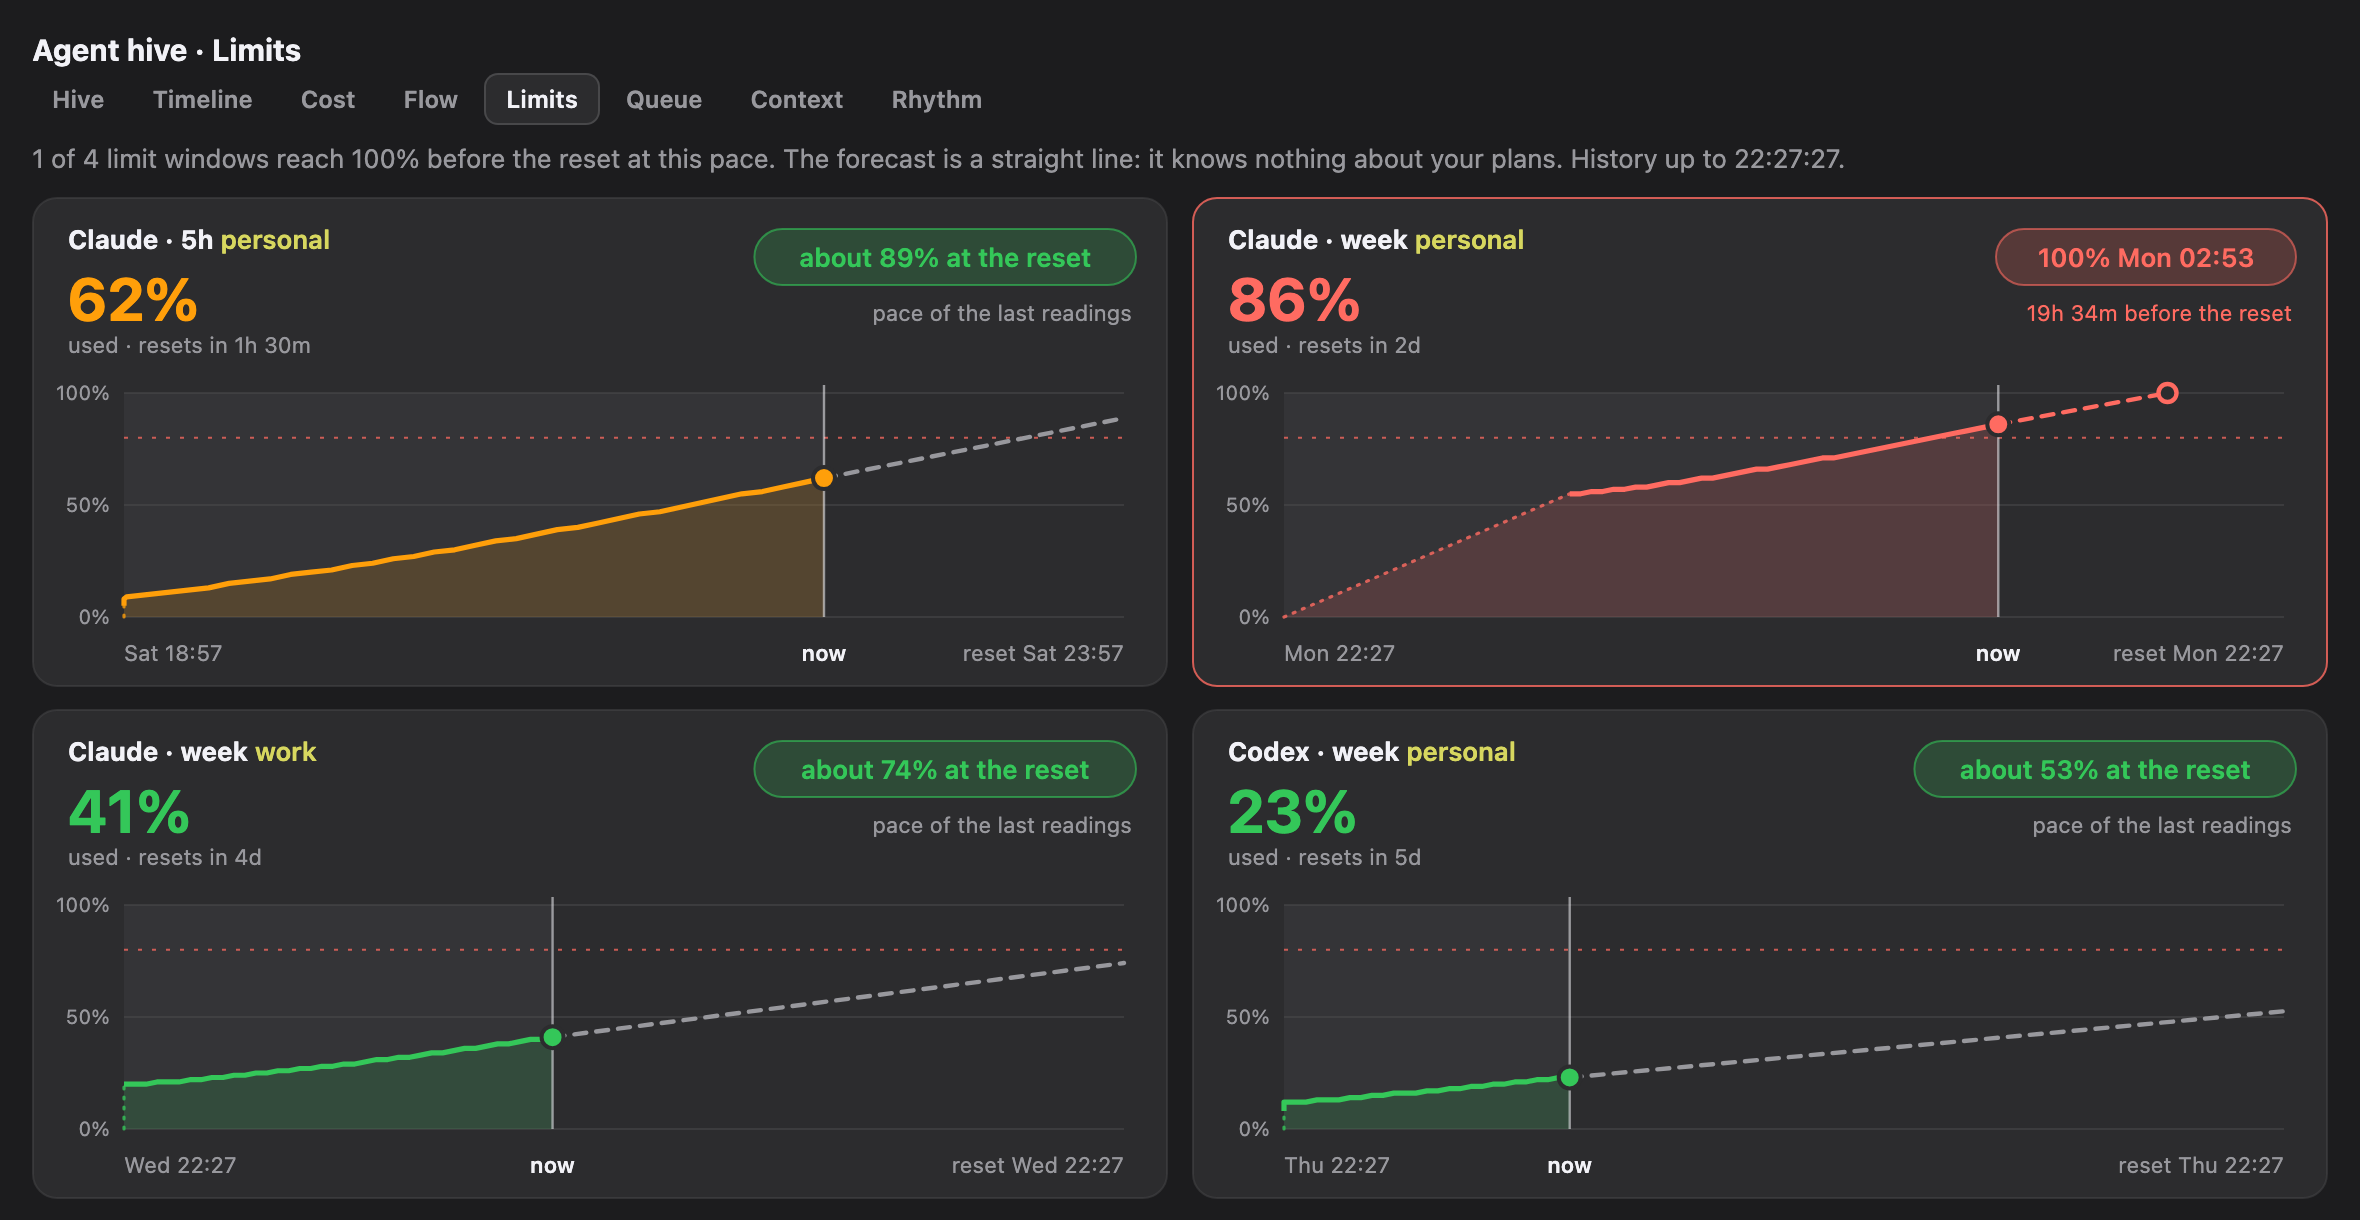 Agent hive · Limits
Hive Timeline Cost Flow Limits Queue Context Rhythm
1 of 4 limit windows reach 100% before the reset at this pace. The forecast is a straight line: it knows nothing about your plans. History up to 22:27:27.
Claude · 5h personal
about 89% at the reset
62%
pace of the last readings
used · resets in 1h 30m
100%
50%
0%
Sat 18:57
now
reset Sat 23:57
Claude · week personal
100% Mon 02:53
86%
19h 34m before the reset
used · resets in 2d
100%
50%
0%
Mon 22:27
now
reset Mon 22:27
Claude · week work
about 74% at the reset
41%
pace of the last readings
used · resets in 4d
100%
50%
0%
Wed 22:27
now
reset Wed 22:27
Codex · week personal
about 53% at the reset
23%
pace of the last readings
used · resets in 5d
100%
50%
0%
Thu 22:27
now
reset Thu 22:27